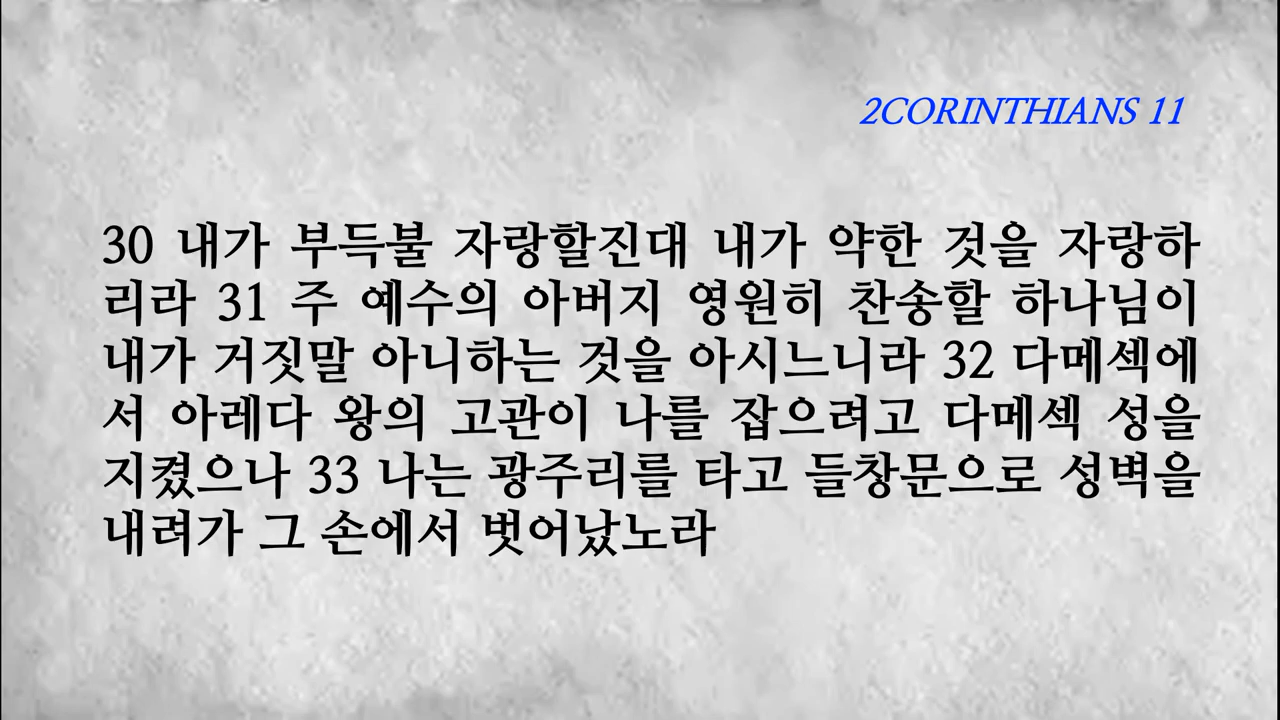 2CORINTHIANS 11
30 내가 부득불 자랑할진대 내가 약한 것을 자랑하
리라 31 주 예수의 아버지 영원히 찬송할 하나님이
내가 거짓말 아니하는 것을 아시느니라 32 다메섹에
서 아레다 왕의 고관이 나를 잡으려고 다메섹 성을
지켰으나 33 나는 광주리를 타고 들창문으로 성벽을
내려가 그 손에서 벗어났노라